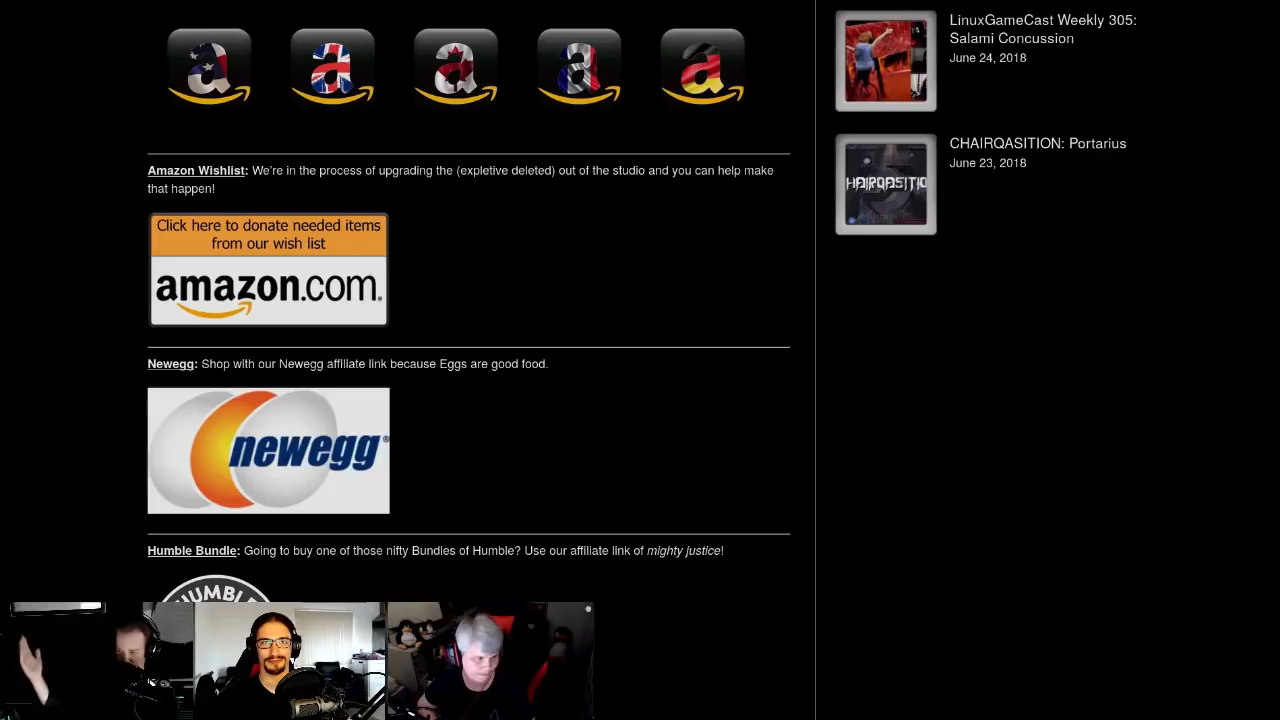 a a a a a
Amazon Wishlist: We're in the process of upgrading the (expletive deleted) out of the studio and you can help make
that happen!
Click here to donate needed items
from our wish list
amazon.com®
Newegg: Shop with our Newegg affiliate link because Eggs are good food.
newegg®
Humble Bundle: Going to buy one of those nifty Bundles of Humble? Use our affiliate link of mighty justice!
HUMBLE
LinuxGameCast Weekly 305:
Salami Concussion
June 24, 2018
HAIRQASITIO
CHAIRQASITION: Portarius
June 23, 2018